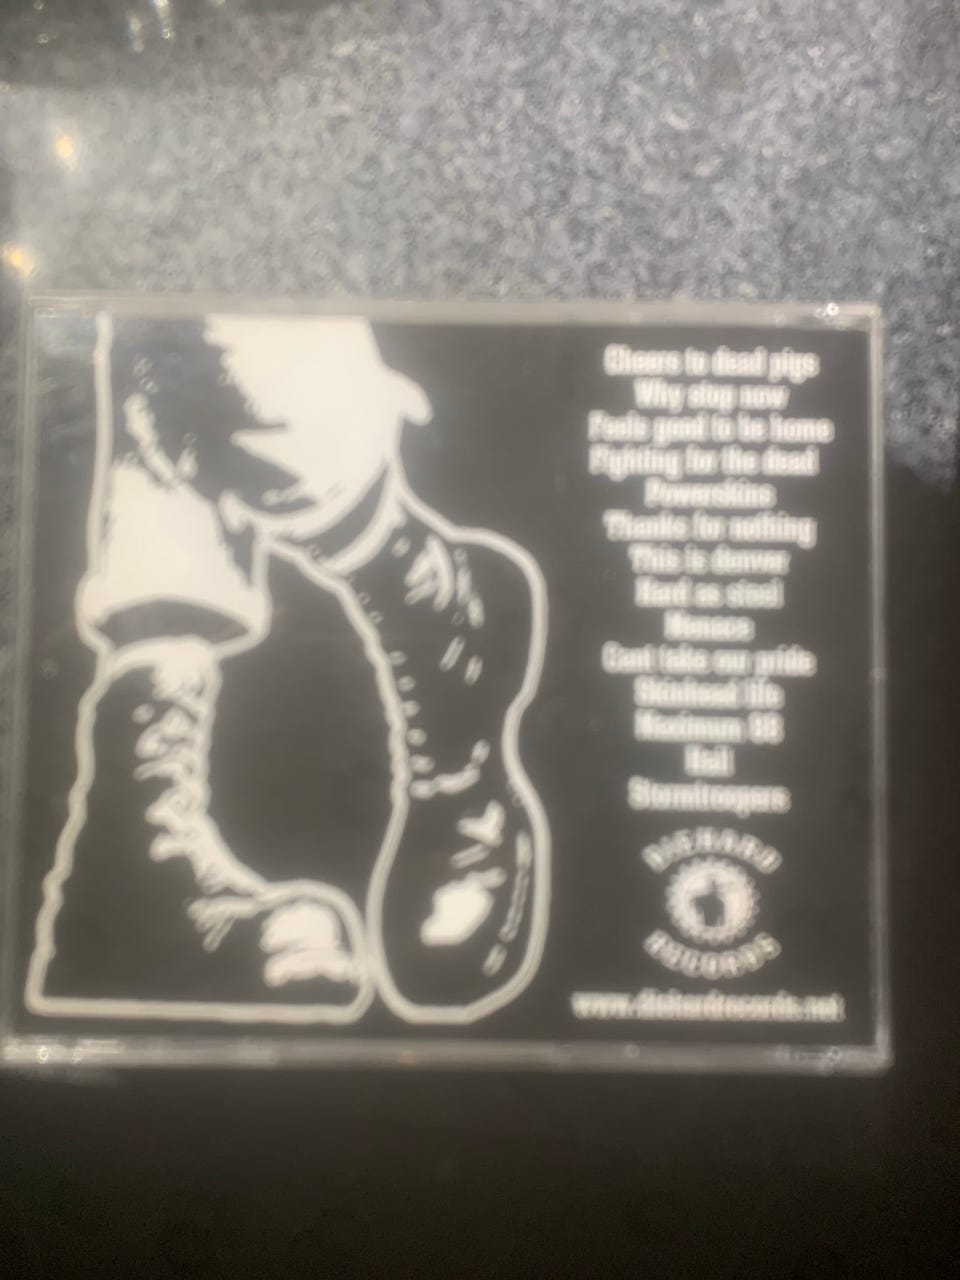 Cheers to dead pigs
Why stop now
Feels good to be home
Fighting for the dead
Powerskins
Thanks for nothing
This is denver
Hard as steel
Menace
Cant take our pride
Skinhead life
Maximum 88
Hail
Stormtroopers
DIEHARD
RECORDS
www.diehardrecords.net